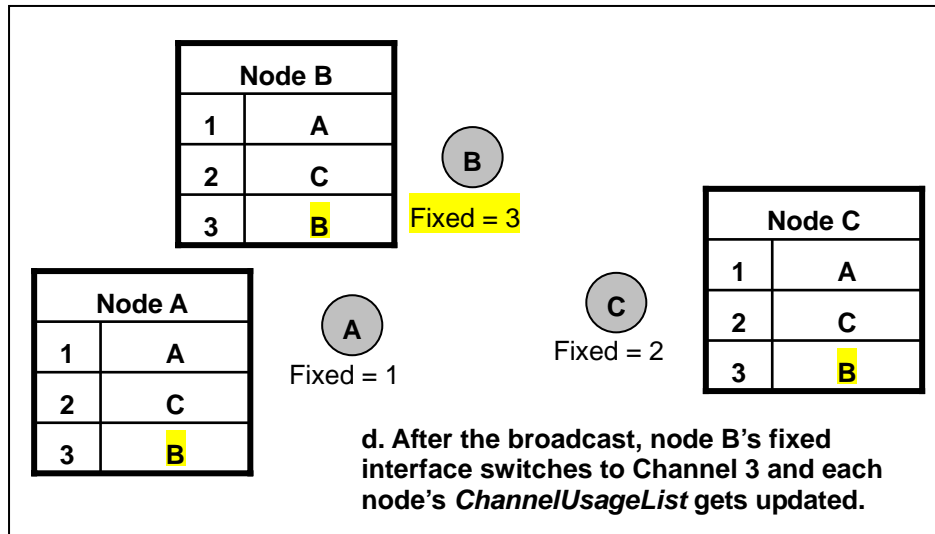 Node B
1 A
2 C
3 B
B
Fixed = 3
Node C
1 A
2 C
3 B
Node A
1 A
2 C
3 B
A
Fixed = 1
C
Fixed = 2
d. After the broadcast, node B’s fixed
interface switches to Channel 3 and each
node’s ChannelUsageList gets updated.